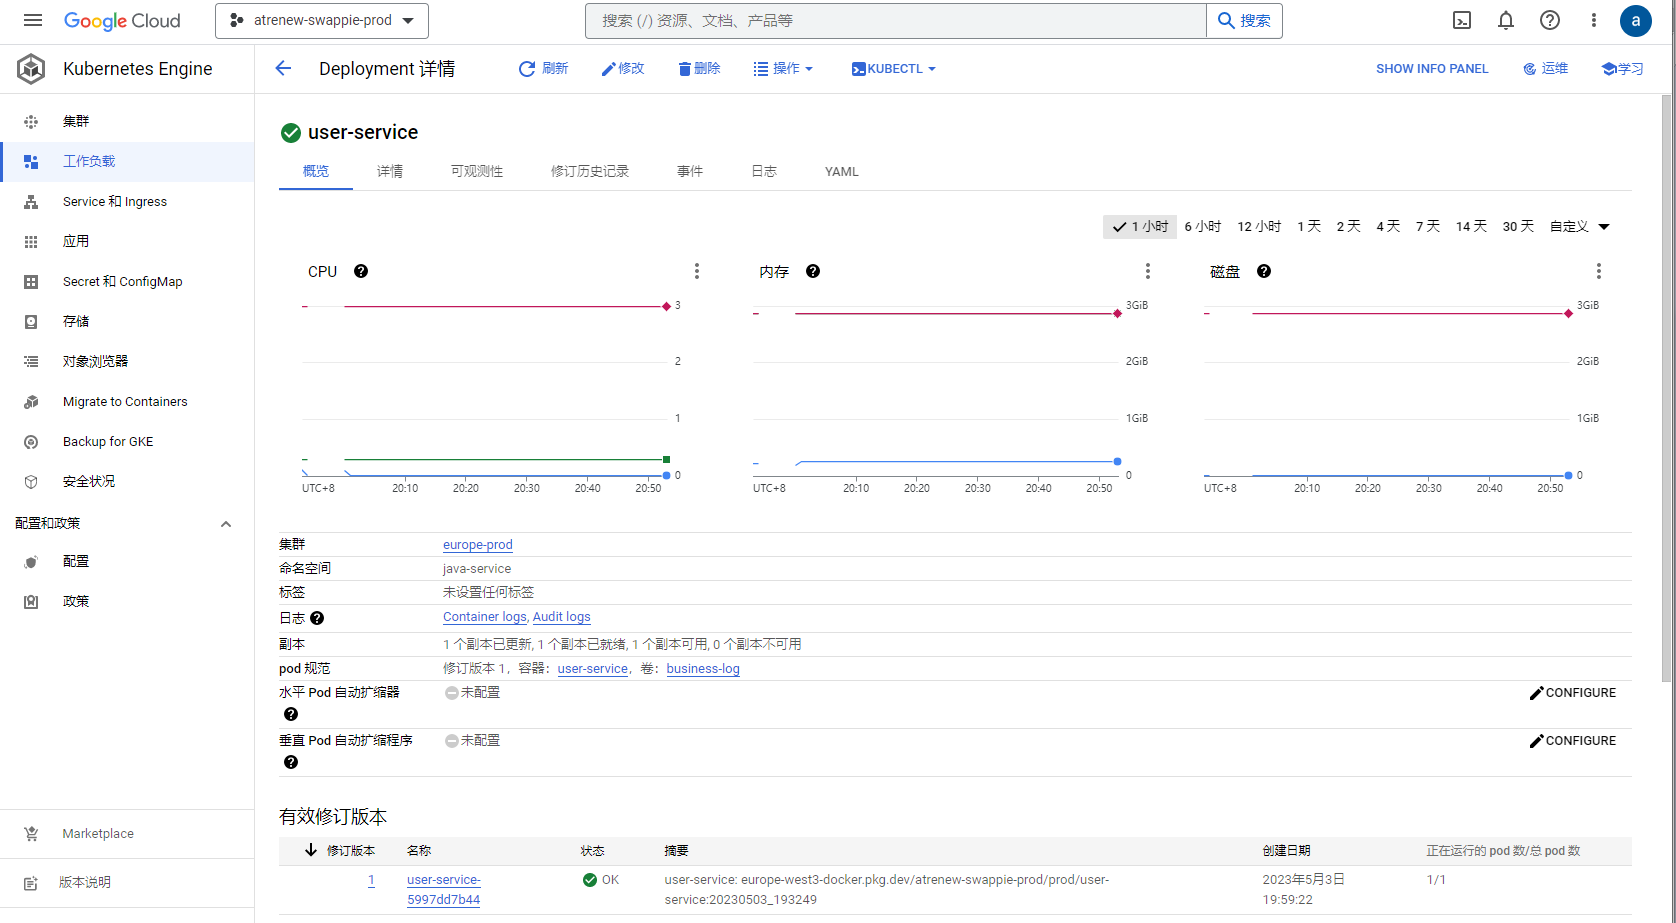 Google Cloud
atrenew-swappie-prod
搜索 (/) 资源、文档、产品等
搜索
a
Kubernetes Engine
Deployment 详情
刷新
修改
删除
操作
KUBECTL
SHOW INFO PANEL
运维
学习
集群
工作负载
Service 和 Ingress
应用
Secret 和 ConfigMap
存储
对象浏览器
Migrate to Containers
Backup for GKE
安全状况
配置和政策
配置
政策
Marketplace
版本说明
user-service
概览
详情
可观测性
修订历史记录
事件
日志
YAML
1 小时
6 小时
12 小时
1 天
2 天
4 天
7 天
14 天
30 天
自定义
CPU
3
2
1
0
UTC+8
20:10
20:20
20:30
20:40
20:50
内存
3GiB
2GiB
1GiB
0
UTC+8
20:10
20:20
20:30
20:40
20:50
磁盘
3GiB
2GiB
1GiB
0
UTC+8
20:10
20:20
20:30
20:40
20:50
集群 europe-prod
命名空间 java-service
标签 未设置任何标签
日志 Container logs, Audit logs
副本 1 个副本已更新, 1 个副本已就绪, 1 个副本可用, 0 个副本不可用
pod 规范 修订版本 1，容器：user-service，卷：business-log
水平 Pod 自动扩缩器 未配置 CONFIGURE
垂直 Pod 自动扩缩程序 未配置 CONFIGURE
有效修订版本
修订版本 名称 状态 摘要 创建日期 正在运行的 pod 数/总 pod 数
1 user-service- OK user-service: europe-west3-docker.pkg.dev/atrenew-swappie-prod/prod/user- 2023年5月3日 1/1
5997dd7b44 service:20230503_193249 19:59:22